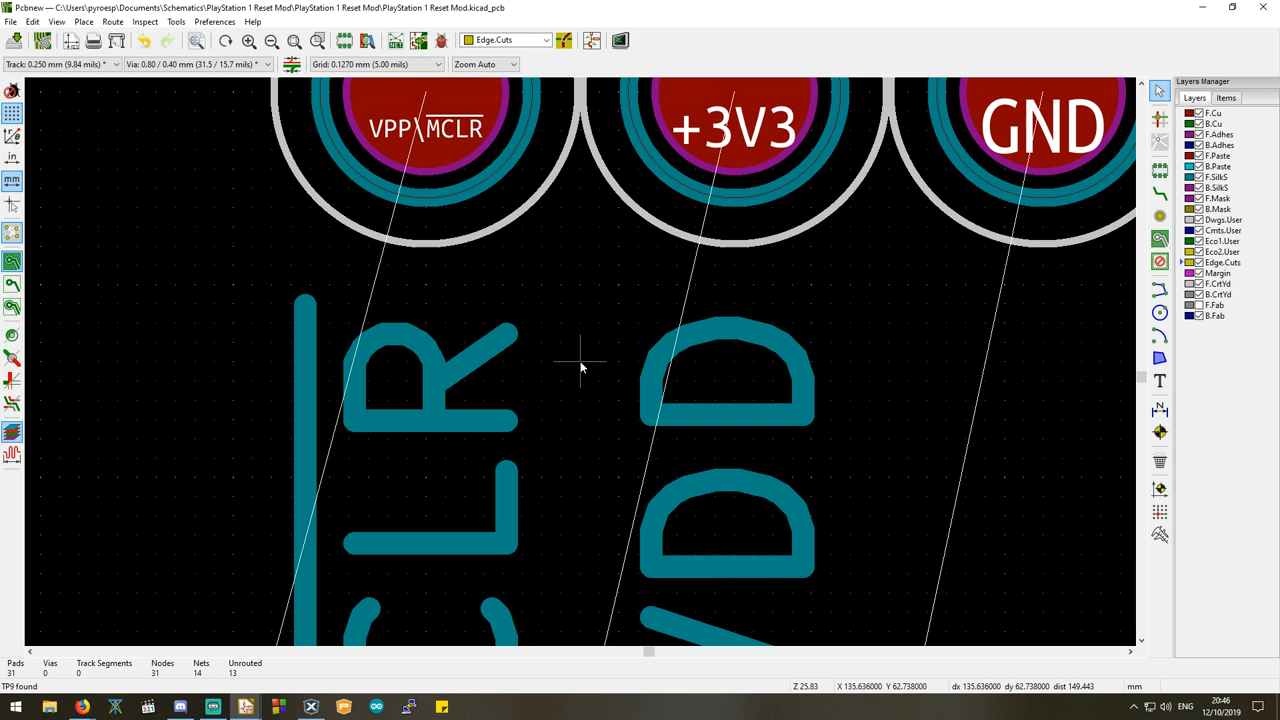 Pcbnew — C:\Users\pyroesp\Documents\Schematics\PlayStation 1 Reset Mod\PlayStation 1 Reset Mod\PlayStation 1 Reset Mod.kicad_pcb
File Edit View Place Route Inspect Tools Preferences Help
NET
Edge.Cuts
Track: 0.250 mm (9.84 mils) *
Via: 0.80 / 0.40 mm (31.5 / 15.7 mils) *
Grid: 0.1270 mm (5.00 mils)
Zoom Auto
Layers Manager
Layers Items
F.Cu
B.Cu
F.Adhes
B.Adhes
F.Paste
B.Paste
F.SilkS
B.SilkS
F.Mask
B.Mask
Dwgs.User
Cmts.User
Eco1.User
Eco2.User
Edge.Cuts
Margin
F.CrtYd
B.CrtYd
F.Fab
B.Fab
in
mm
VPP\MCLR
+3V3
GND
CLR
VDD
Pads Vias Track Segments Nodes Nets Unrouted
31 0 0 31 14 13
TP9 found
Z 25.83
X 135.636000 Y 62.738000
dx 135.636000 dy 62.738000 dist 149.443
mm
ENG
20:46
12/10/2019